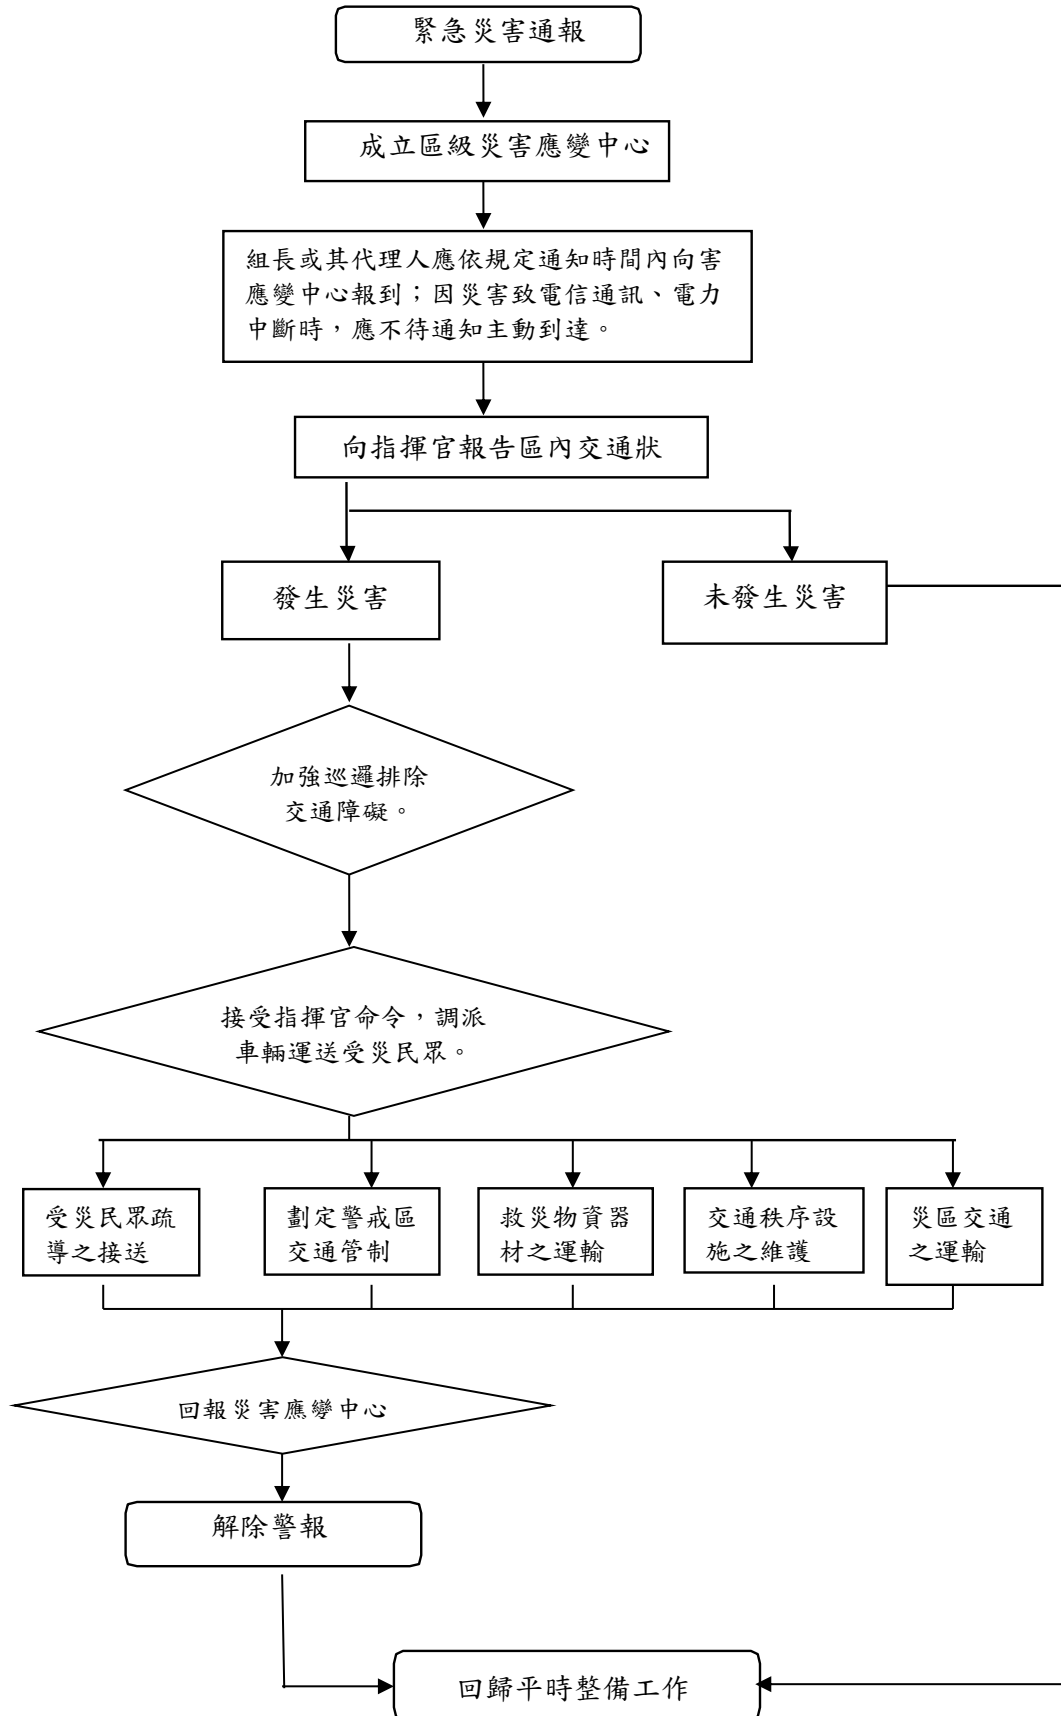 緊急災害通報
成立區級災害應變中心
組長或其代理人應依規定通知時間內向害
應變中心報到；因災害致電信通訊、電力
中斷時，應不待通知主動到達。
向指揮官報告區內交通狀
發生災害
未發生災害
加強巡邏排除
交通障礙。
接受指揮官命令，調派
車輛運送受災民眾。
受災民眾疏
導之接送
劃定警戒區
交通管制
救災物資器
材之運輸
交通秩序設
施之維護
災區交通
之運輸
回報災害應變中心
解除警報
回歸平時整備工作